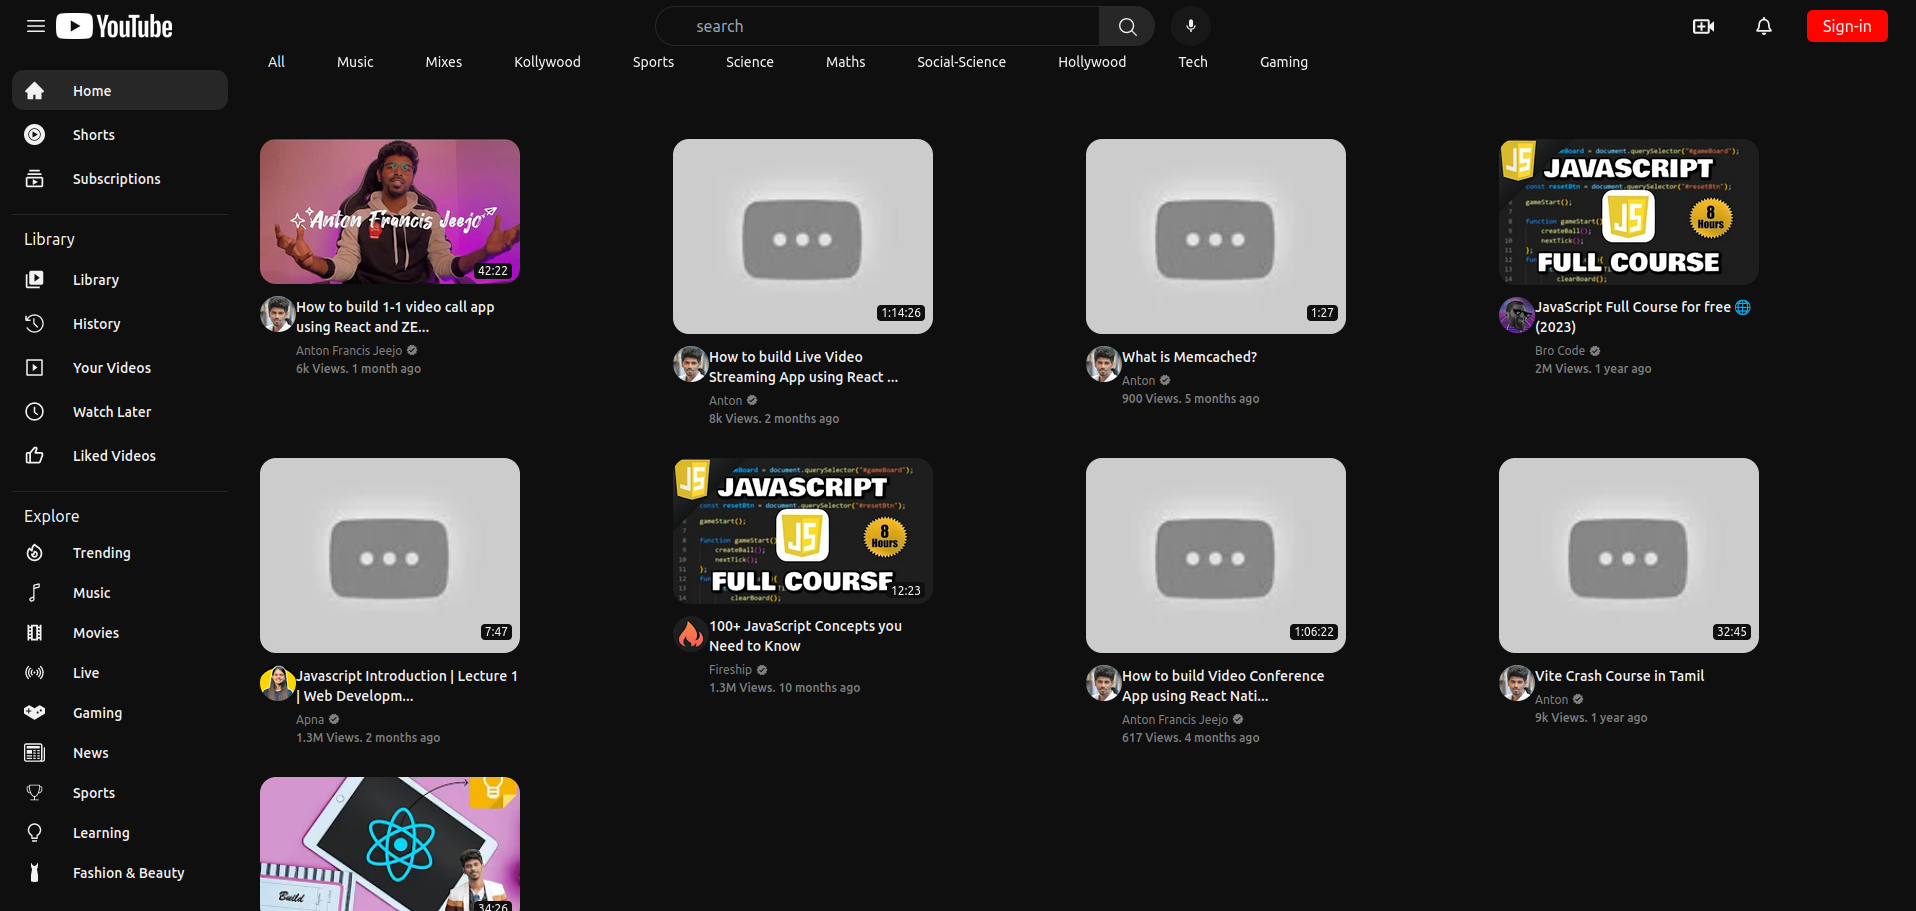 YouTube
search
Sign-in
All Music Mixes Kollywood Sports Science Maths Social-Science Hollywood Tech Gaming
Home
Shorts
Subscriptions
Library
Library
History
Your Videos
Watch Later
Liked Videos
Explore
Trending
Music
Movies
Live
Gaming
News
Sports
Learning
Fashion & Beauty
Anton Francis Jeejo
42:22
How to build 1-1 video call app
using React and ZE...
Anton Francis Jeejo
6k Views. 1 month ago
1:14:26
How to build Live Video
Streaming App using React ...
Anton
8k Views. 2 months ago
1:27
What is Memcached?
Anton
900 Views. 5 months ago
JS
JAVASCRIPT
JS
8
Hours
FULL COURSE
JavaScript Full Course for free 🌐
(2023)
Bro Code
2M Views. 1 year ago
7:47
Javascript Introduction | Lecture 1
| Web Developm...
Apna
1.3M Views. 2 months ago
JS
JAVASCRIPT
JS
8
Hours
FULL COURSE
12:23
100+ JavaScript Concepts you
Need to Know
Fireship
1.3M Views. 10 months ago
1:06:22
How to build Video Conference
App using React Nati...
Anton Francis Jeejo
617 Views. 4 months ago
32:45
Vite Crash Course in Tamil
Anton
9k Views. 1 year ago
Build
34:26